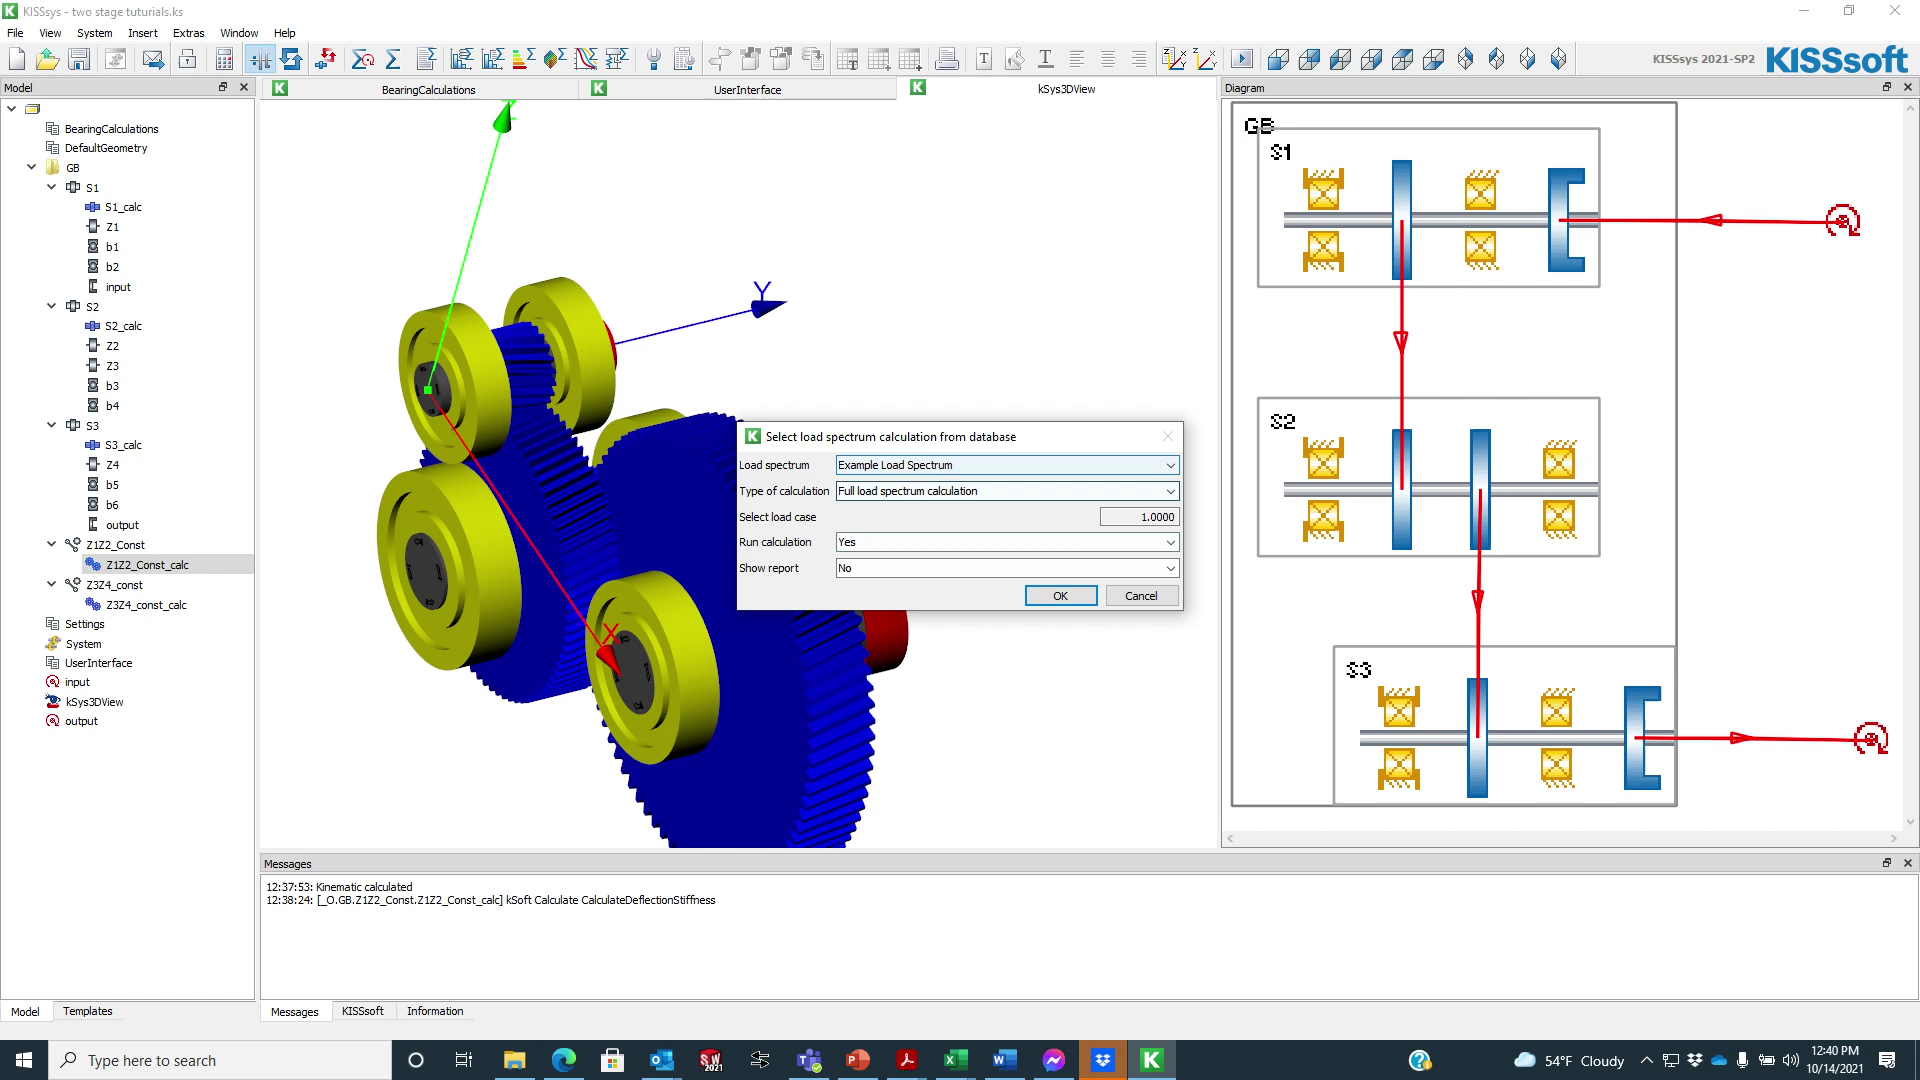 KISSsys - two stage tuturials.ks
File View System Insert Extras Window Help
KISSsys 2021-SP2 KISSsoft
Model
BearingCalculations
DefaultGeometry
GB
S1
S1_calc
Z1
b1
b2
input
S2
S2_calc
Z2
Z3
b3
b4
S3
S3_calc
Z4
b5
b6
output
Z1Z2_Const
Z1Z2_Const_calc
Z3Z4_const
Z3Z4_const_calc
Settings
System
UserInterface
input
kSys3DView
output
Model Templates
BearingCalculations UserInterface kSys3DView
Y
X
Select load spectrum calculation from database
Load spectrum Example Load Spectrum
Type of calculation Full load spectrum calculation
Select load case 1.0000
Run calculation Yes
Show report No
OK Cancel
Diagram
GB
S1
S2
S3
Messages
12:37:53: Kinematic calculated
12:38:24: [_O.GB.Z1Z2_Const.Z1Z2_Const_calc] kSoft Calculate CalculateDeflectionStiffness
Messages KISSsoft Information
Type here to search
54°F Cloudy
12:40 PM
10/14/2021